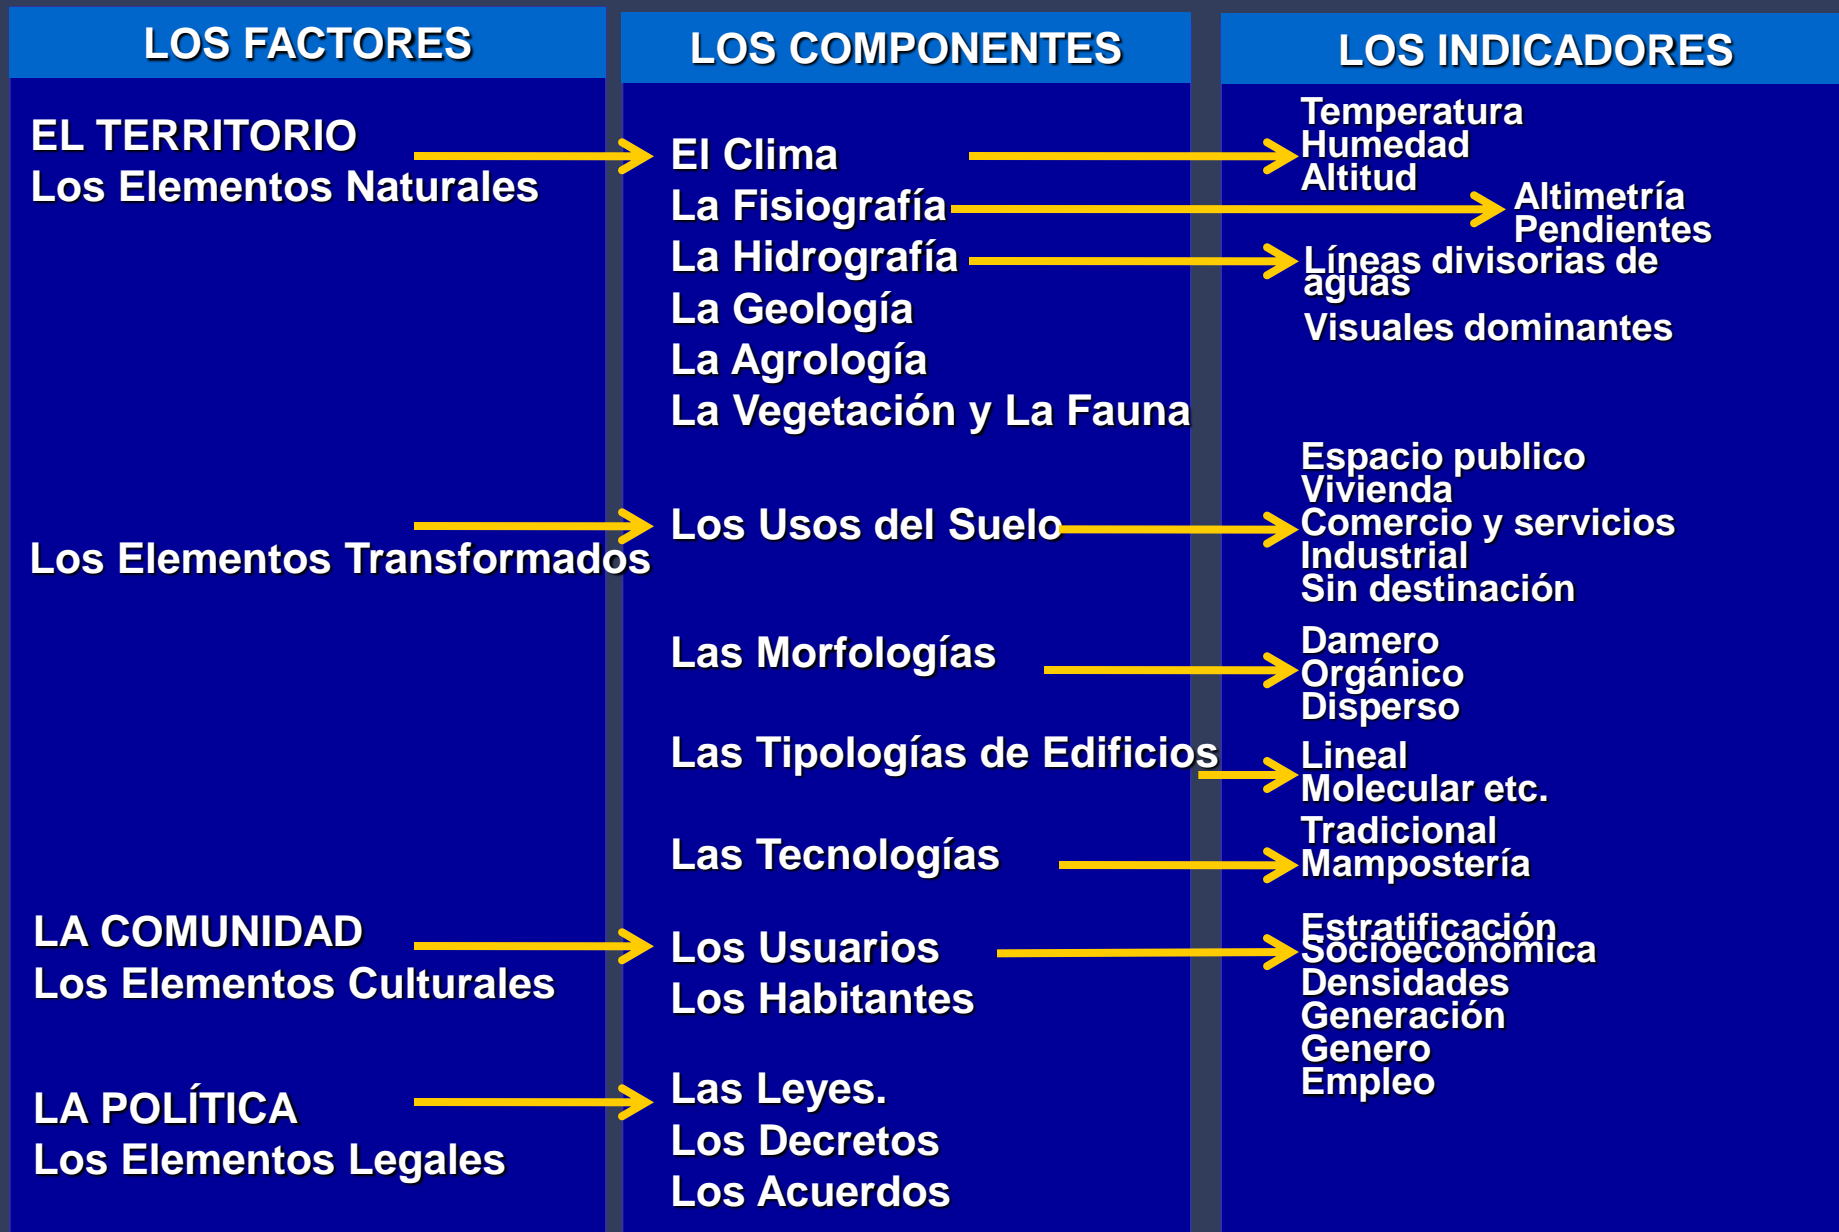 LOS FACTORES
EL TERRITORIO
Los Elementos Naturales
Los Elementos Transformados
LA COMUNIDAD
Los Elementos Culturales
LA POLÍTICA
Los Elementos Legales
LOS COMPONENTES
El Clima
La Fisiografía
La Hidrografía
La Geología
La Agrología
La Vegetación y La Fauna
Los Usos del Suelo
Las Morfologías
Las Tipologías de Edificios
Las Tecnologías
Los Usuarios
Los Habitantes
Las Leyes.
Los Decretos
Los Acuerdos
LOS INDICADORES
Temperatura
Humedad
Altitud
Altimetría
Pendientes
Líneas divisorias de
aguas
Visuales dominantes
Espacio publico
Vivienda
Comercio y servicios
Industrial
Sin destinación
Damero
Orgánico
Disperso
Lineal
Molecular etc.
Tradicional
Mampostería
Estratificación
Socioeconómica
Densidades
Generación
Genero
Empleo